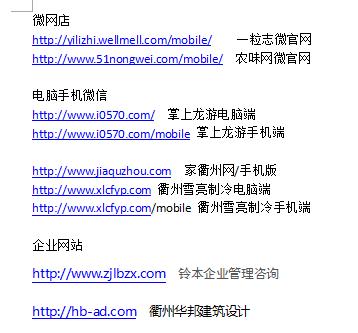 微网店
http://yilizhi.wellmell.com/mobile/ 一粒志微官网
http://www.51nongwei.com/mobile/ 农味网微官网
电脑手机微信
http://www.i0570.com/ 掌上龙游电脑端
http://www.i0570.com/mobile 掌上龙游手机端
http://www.jiaquzhou.com 家衢州网/手机版
http://www.xlcfyp.com 衢州雪亮制冷电脑端
http://www.xlcfyp.com/mobile 衢州雪亮制冷手机端
企业网站
http://www.zjlbzx.com 铃本企业管理咨询
http://hb-ad.com 衢州华邦建筑设计